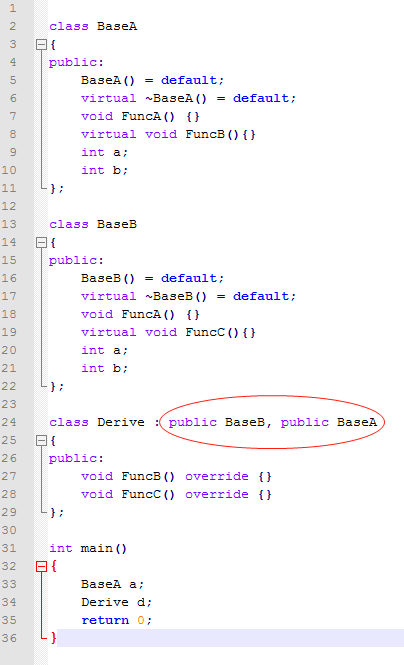 1
2 class BaseA
3 {
4 public:
5     BaseA() = default;
6     virtual ~BaseA() = default;
7     void FuncA() {}
8     virtual void FuncB(){}
9     int a;
10     int b;
11 };
12
13 class BaseB
14 {
15 public:
16     BaseB() = default;
17     virtual ~BaseB() = default;
18     void FuncA() {}
19     virtual void FuncC(){}
20     int a;
21     int b;
22 };
23
24 class Derive : public BaseB, public BaseA
25 {
26 public:
27     void FuncB() override {}
28     void FuncC() override {}
29 };
30
31 int main()
32 {
33     BaseA a;
34     Derive d;
35     return 0;
36 }